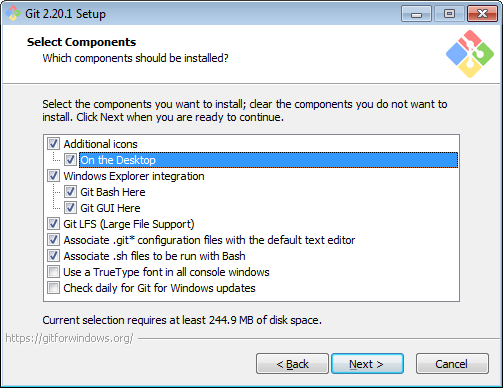 Git 2.20.1 Setup
Select Components
Which components should be installed?
Select the components you want to install; clear the components you do not want to
install. Click Next when you are ready to continue.
Additional icons
On the Desktop
Windows Explorer integration
Git Bash Here
Git GUI Here
Git LFS (Large File Support)
Associate .git* configuration files with the default text editor
Associate .sh files to be run with Bash
Use a TrueType font in all console windows
Check daily for Git for Windows updates
Current selection requires at least 244.9 MB of disk space.
https://gitforwindows.org/
< Back Next > Cancel